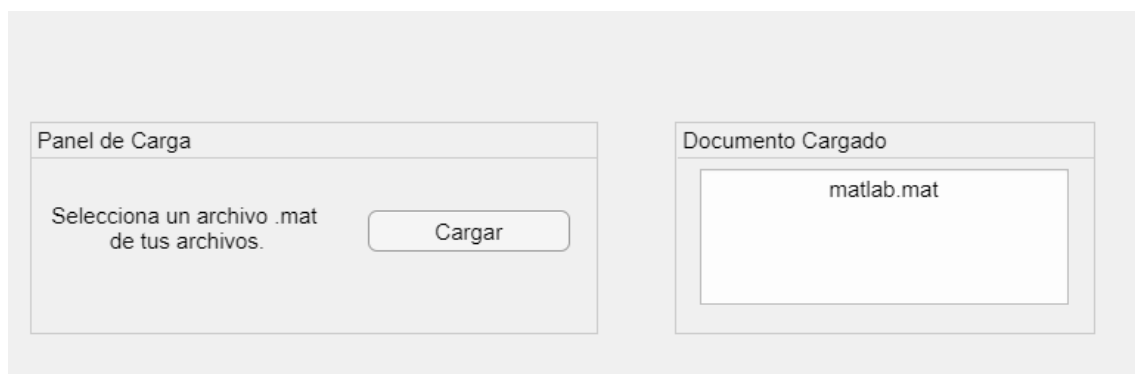 Panel de Carga
Selecciona un archivo .mat
de tus archivos.
Cargar
Documento Cargado
matlab.mat